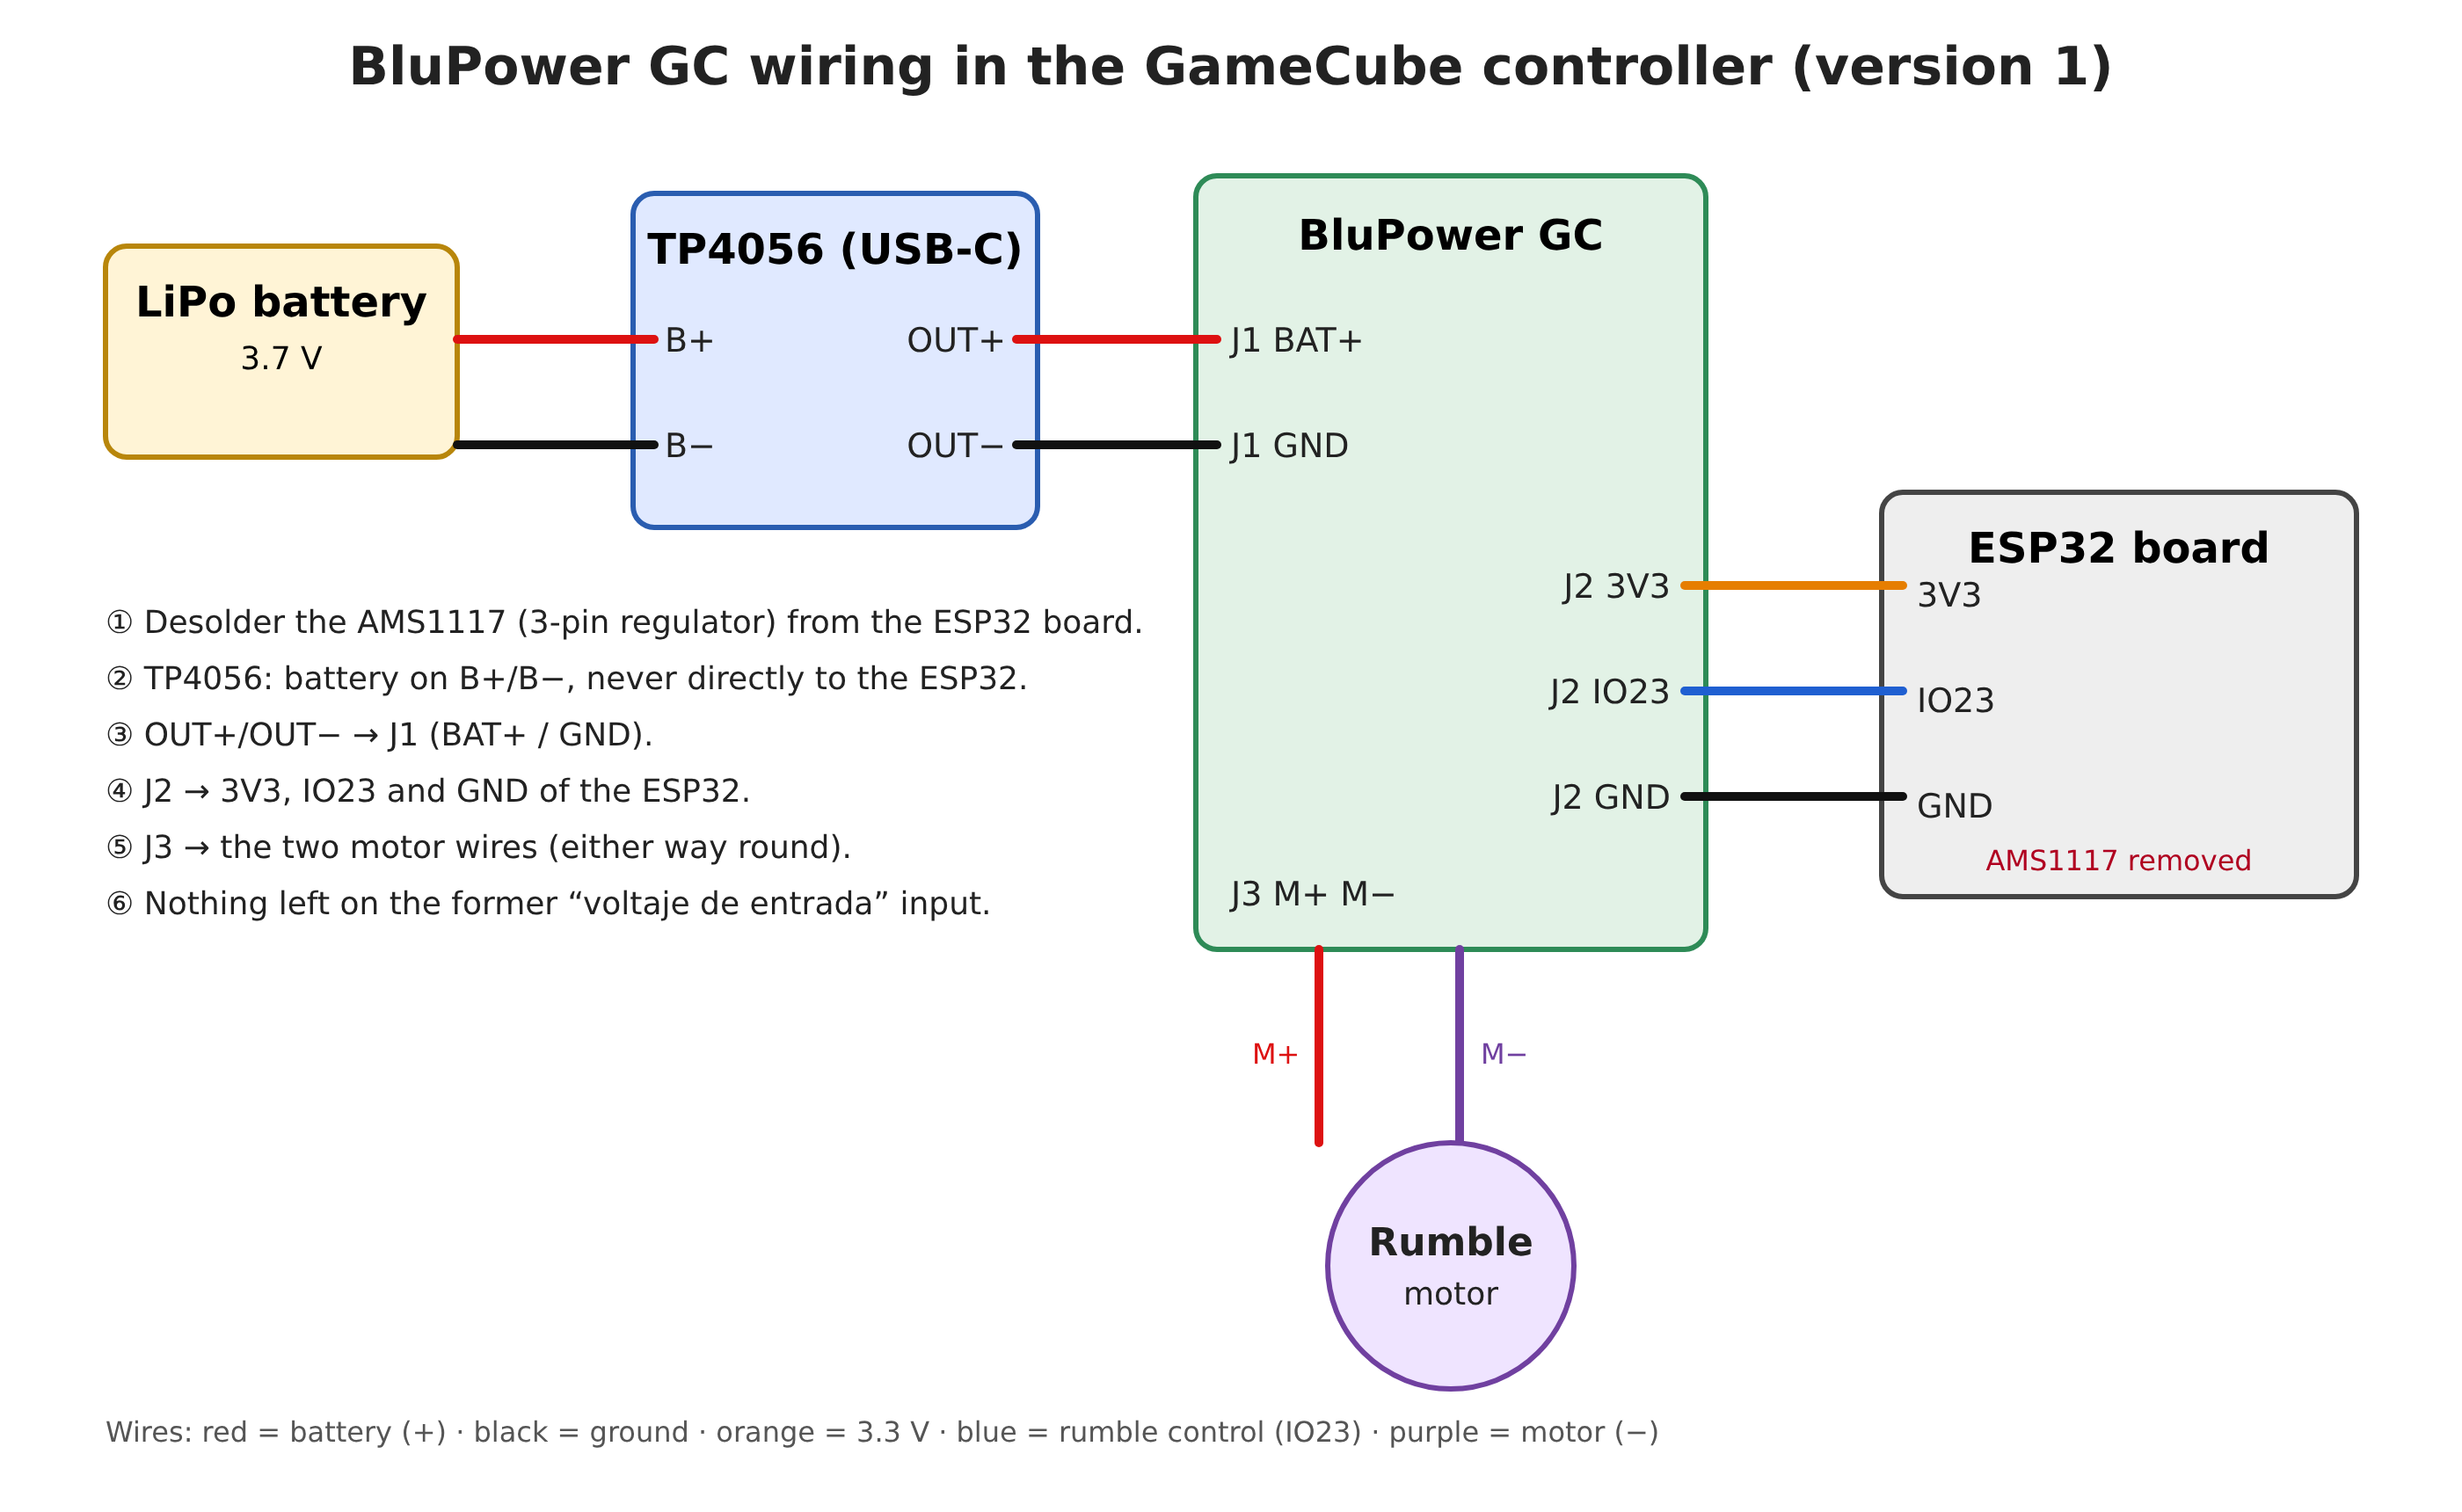 BluPower GC wiring in the GameCube controller (version 1)
LiPo battery
3.7 V
TP4056 (USB-C)
B+
OUT+
B−
OUT−
BluPower GC
J1 BAT+
J1 GND
J2 3V3
J2 IO23
J2 GND
J3 M+ M−
ESP32 board
3V3
IO23
GND
AMS1117 removed
① Desolder the AMS1117 (3-pin regulator) from the ESP32 board.
② TP4056: battery on B+/B−, never directly to the ESP32.
③ OUT+/OUT− → J1 (BAT+ / GND).
④ J2 → 3V3, IO23 and GND of the ESP32.
⑤ J3 → the two motor wires (either way round).
⑥ Nothing left on the former “voltaje de entrada” input.
M+
M−
Rumble
motor
Wires: red = battery (+) · black = ground · orange = 3.3 V · blue = rumble control (IO23) · purple = motor (−)